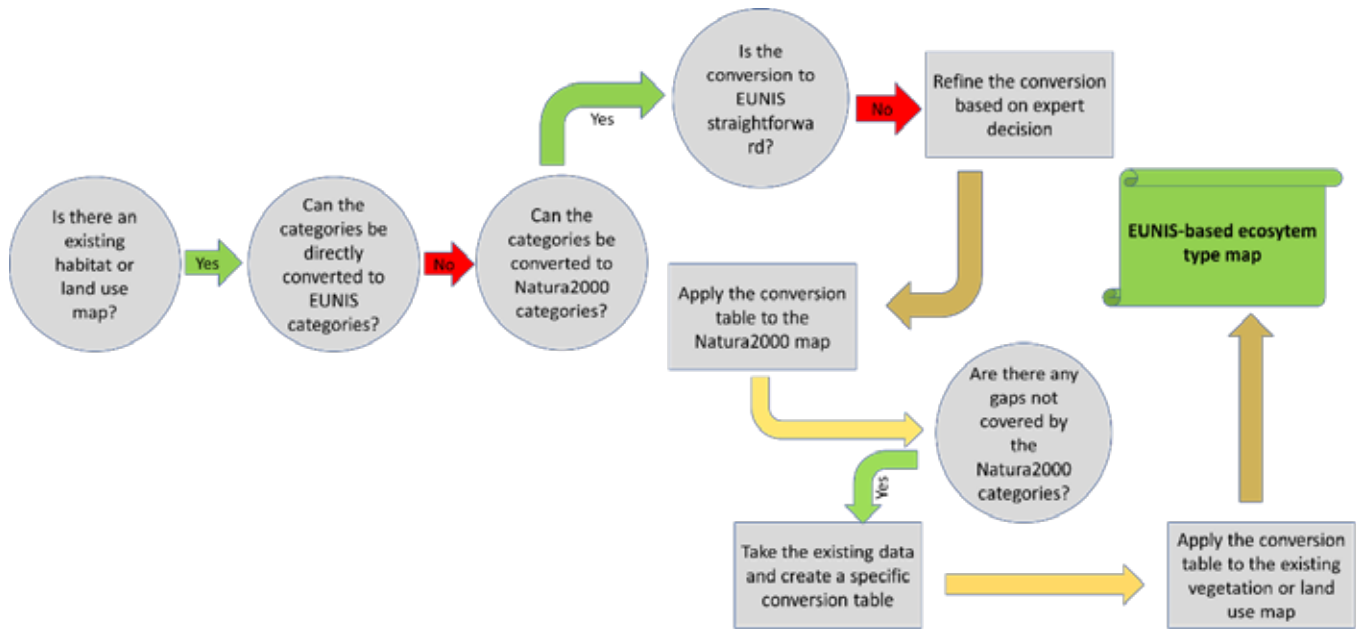 Is there an
existing
habitat or
land use
map?
Yes
Can the
categories be
directly
converted to
EUNIS
categories?
No
Can the
categories be
converted to
Natura2000
categories?
Yes
Is the
conversion to
EUNIS
straightforwa
rd?
No
Refine the conversion
based on expert
decision
Apply the conversion
table to the
Natura2000 map
Are there any
gaps not
covered by
the
Natura2000
categories?
Yes
Take the existing data
and create a specific
conversion table
Apply the conversion
table to the existing
vegetation or land
use map
EUNIS-based ecosytem
type map